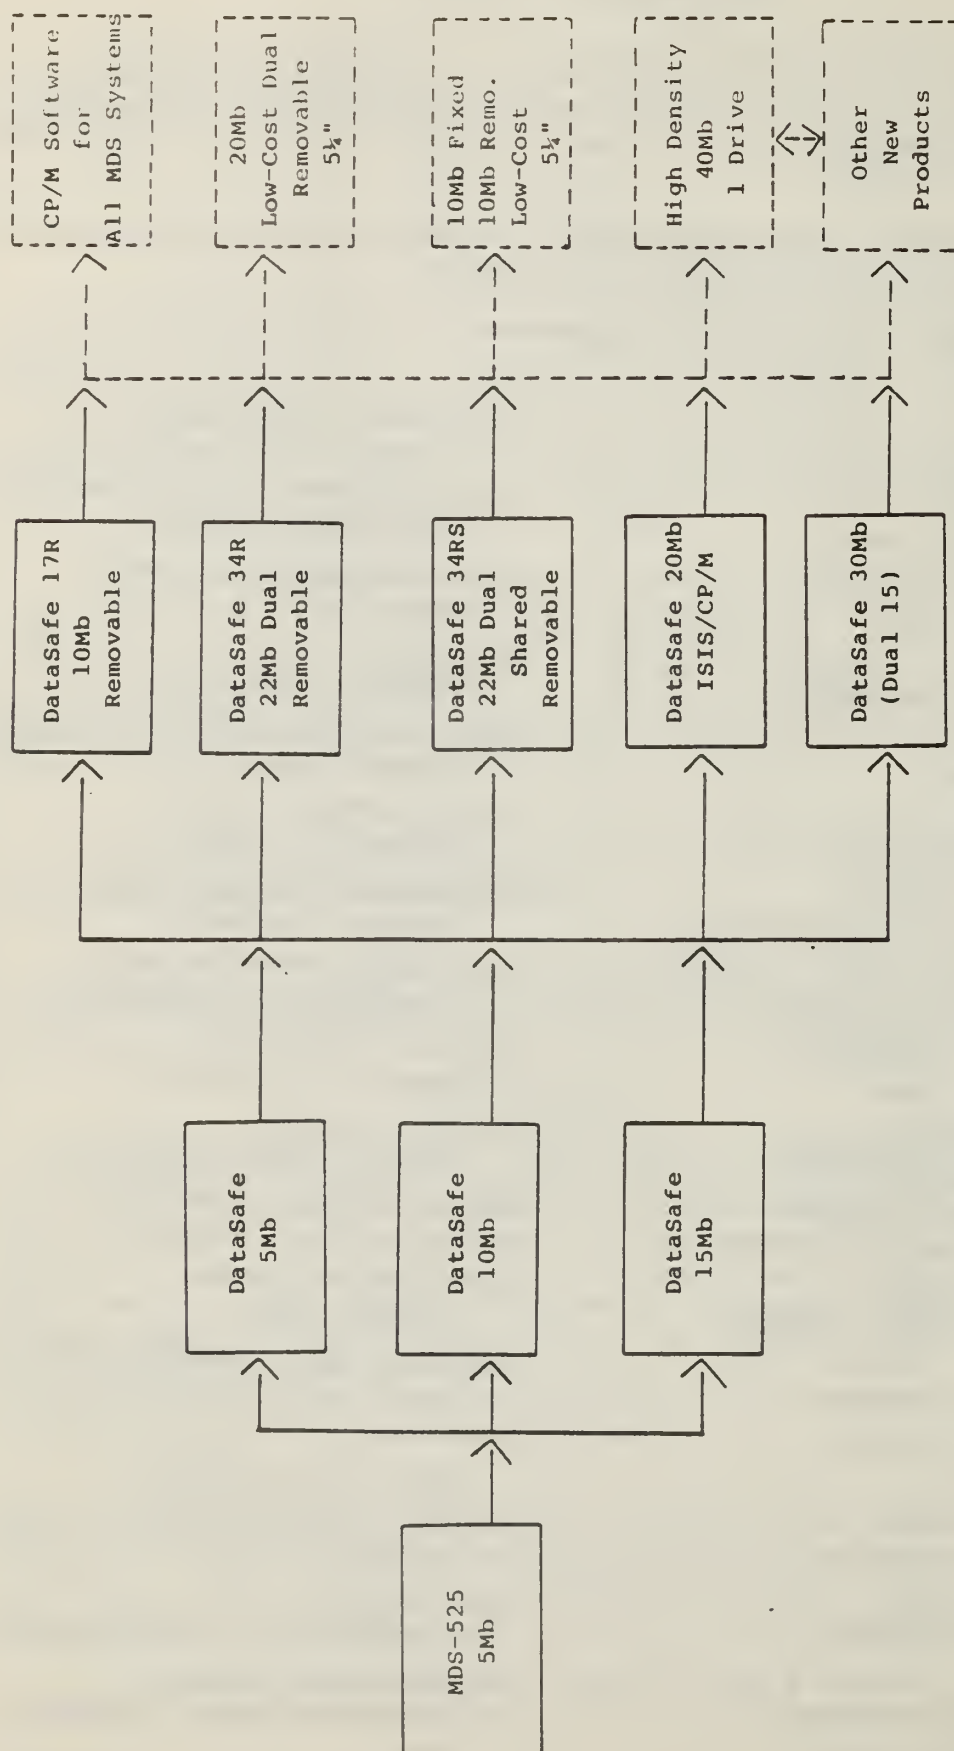 MDS-525
5Mb
DataSafe
5Mb
DataSafe
10Mb
DataSafe
15Mb
DataSafe 17R
10Mb
Removable
DataSafe 34R
22Mb Dual
Removable
DataSafe 34RS
22Mb Dual
Shared
Removable
DataSafe 20Mb
ISIS/CP/M
DataSafe 30Mb
(Dual 15)
CP/M Software
for
All MDS Systems
20Mb
Low-Cost Dual
Removable
5¼"
10Mb Fixed
10Mb Remo.
Low-Cost
5¼"
High Density
40Mb
1 Drive
Other
New
Products